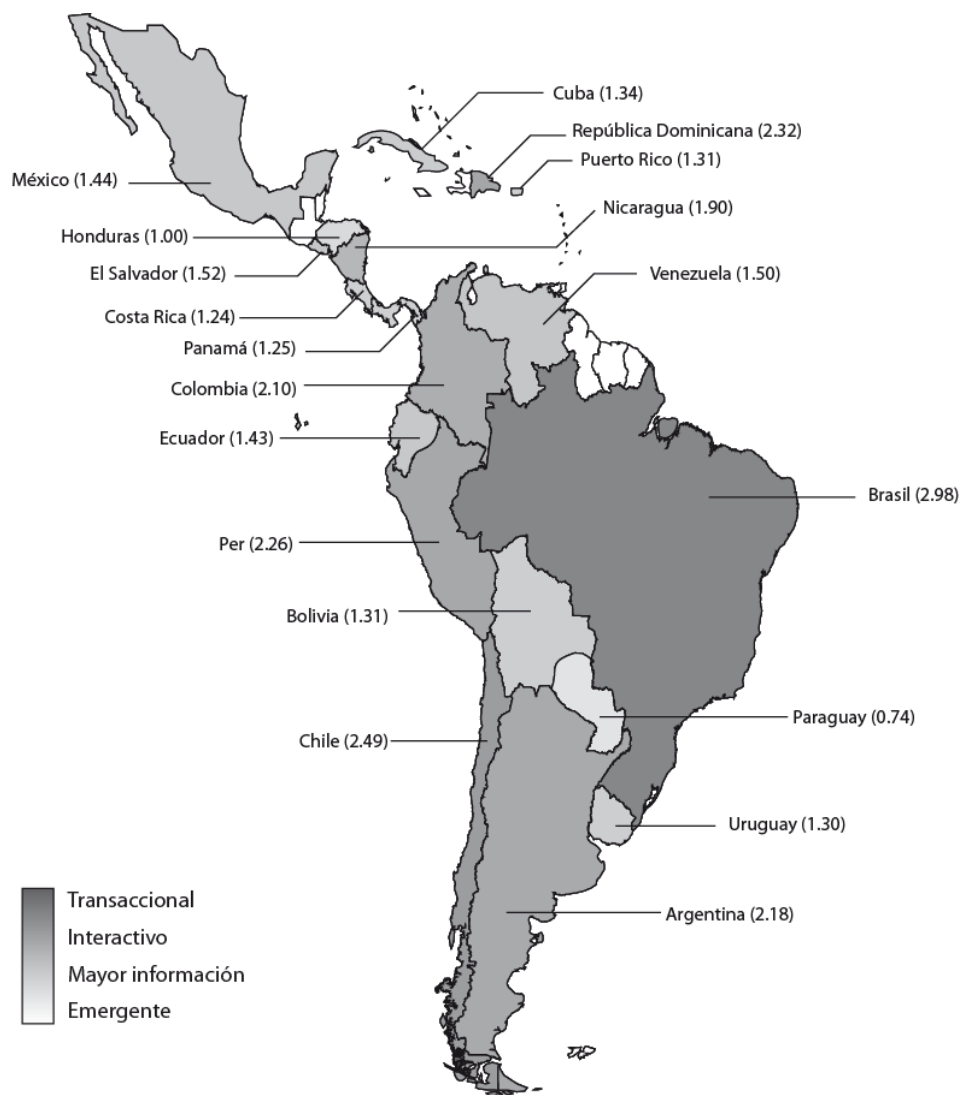 Cuba (1.34)
República Dominicana (2.32)
Puerto Rico (1.31)
México (1.44)
Nicaragua (1.90)
Honduras (1.00)
El Salvador (1.52)
Venezuela (1.50)
Costa Rica (1.24)
Panamá (1.25)
Colombia (2.10)
Ecuador (1.43)
Brasil (2.98)
Per (2.26)
Bolivia (1.31)
Paraguay (0.74)
Chile (2.49)
Uruguay (1.30)
Argentina (2.18)
Transaccional
Interactivo
Mayor información
Emergente